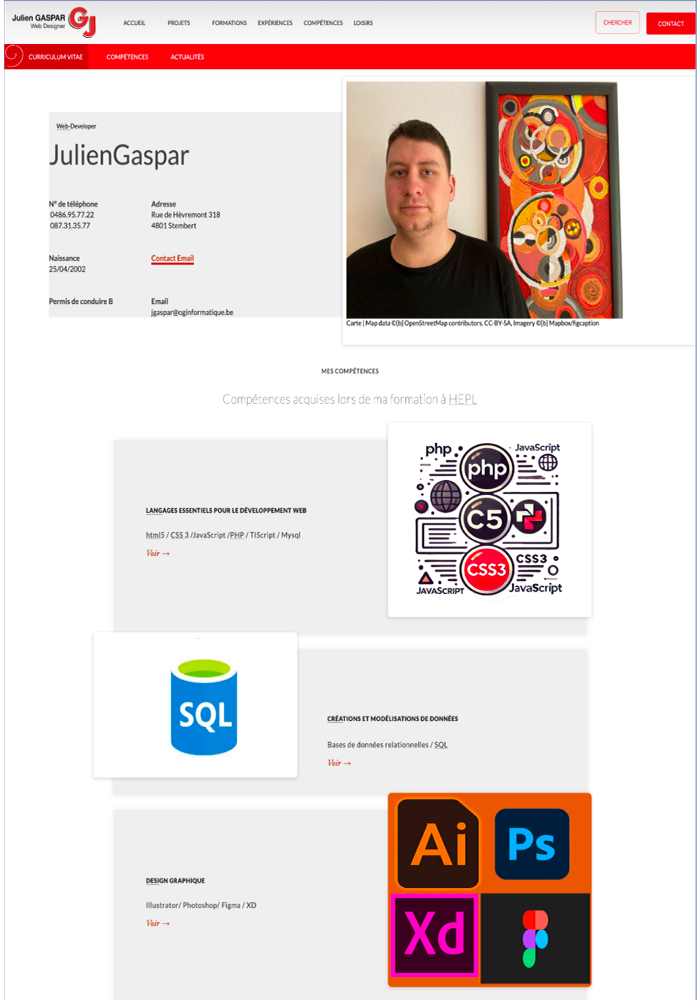 Julien GASPAR
Web Designer
GJ
ACCUEIL
PROJETS
FORMATIONS
EXPÉRIENCES
COMPÉTENCES
LOISIRS
CHERCHER
CONTACT
CURRICULUM VITAE
COMPÉTENCES
ACTUALITÉS
Web-Developer
JulienGaspar
N° de téléphone
0486.95.77.22
087.31.35.77
Adresse
Rue de Hèvremont 318
4801 Stembert
Naissance
25/04/2002
Contact Email
Permis de conduire B
Email
jgaspar@oginformatique.be
Carte | Map data ©[b] OpenStreetMap contributors, CC-BY-SA, Imagery ©[b] Mapbox/figcaption
MES COMPÉTENCES
Compétences acquises lors de ma formation à HEPL
LANGAGES ESSENTIELS POUR LE DÉVELOPPEMENT WEB
html5 / CSS 3 /JavaScript /PHP / TIScript / Mysql
Voir →
php
JavaScript
php
C5
CSS3
CSS3
JAVASCRIPT
JavaScript
SQL
CRÉATIONS ET MODÉLISATIONS DE DONNÉES
Bases de données relationnelles / SQL
Voir →
DESIGN GRAPHIQUE
Illustrator/ Photoshop/ Figma / XD
Voir →
Ai
Ps
Xd